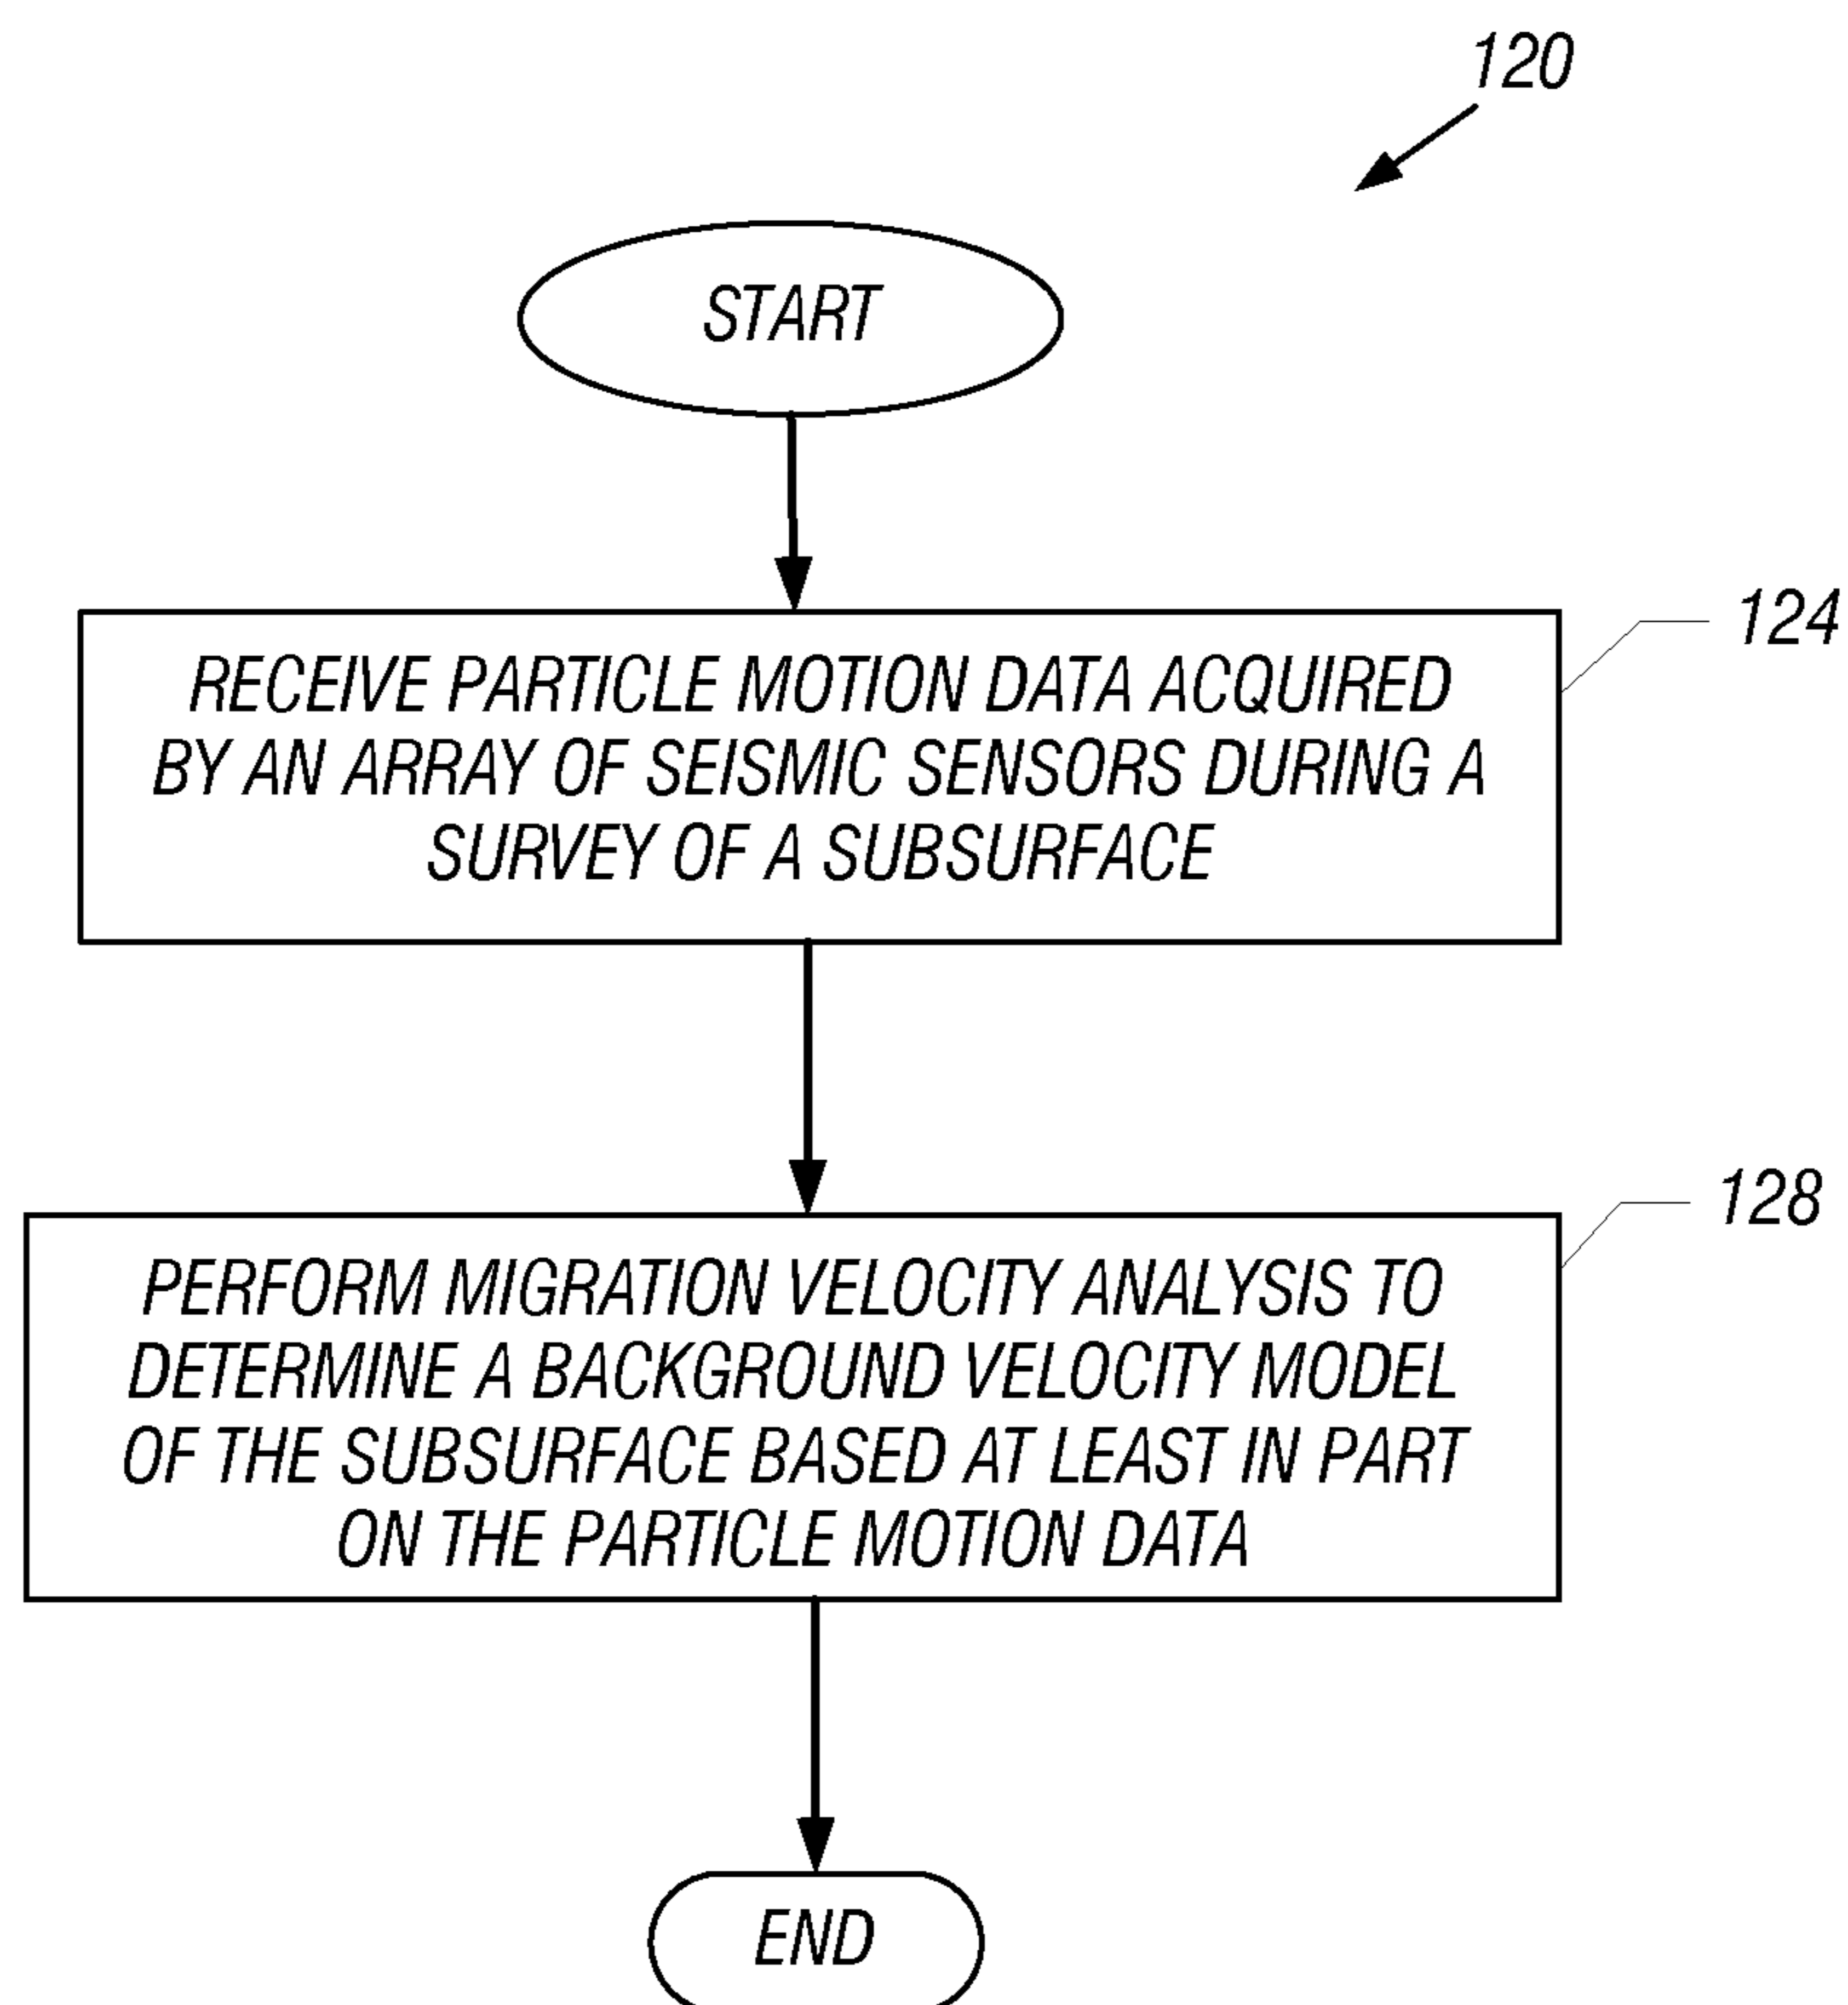 120
START
124
RECEIVE PARTICLE MOTION DATA ACQUIRED
BY AN ARRAY OF SEISMIC SENSORS DURING A
SURVEY OF A SUBSURFACE
128
PERFORM MIGRATION VELOCITY ANALYSIS TO
DETERMINE A BACKGROUND VELOCITY MODEL
OF THE SUBSURFACE BASED AT LEAST IN PART
ON THE PARTICLE MOTION DATA
END